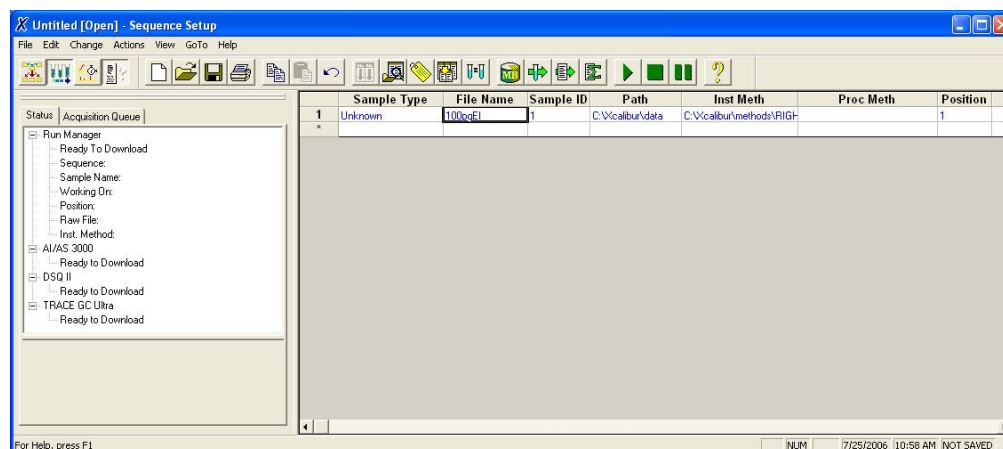 Untitled [Open] - Sequence Setup
File Edit Change Actions View GoTo Help
Status Acquisition Queue
Run Manager
Ready To Download
Sequence:
Sample Name:
Working On:
Position:
Raw File:
Inst. Method:
AI/AS 3000
Ready to Download
DSQ II
Ready to Download
TRACE GC Ultra
Ready to Download
Sample Type File Name Sample ID Path Inst Meth Proc Meth Position
1 Unknown 100pgEI 1 C:\Xcalibur\data C:\Xcalibur\methods\RIGH 1
*
For Help, press F1
NUM 7/25/2006 10:58 AM NOT SAVED